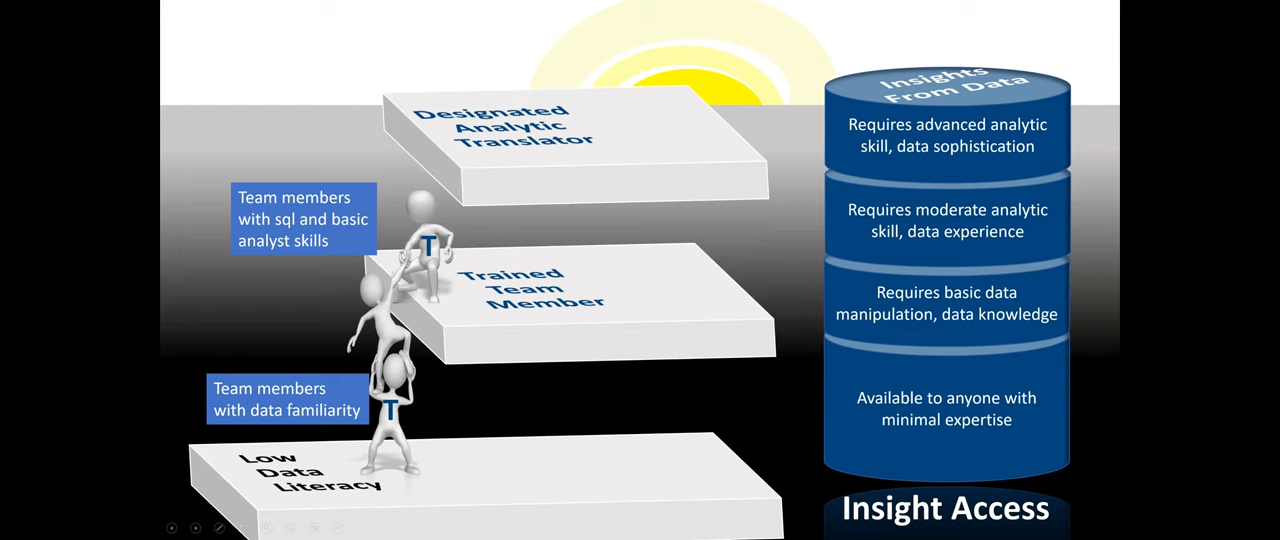 Designated
Analytic
Translator
Team members
with sql and basic
analyst skills
T
Trained
Team
Member
Team members
with data familiarity
T
Low
Data
Literacy
Insights
From Data
Requires advanced analytic
skill, data sophistication
Requires moderate analytic
skill, data experience
Requires basic data
manipulation, data knowledge
Available to anyone with
minimal expertise
Insight Access